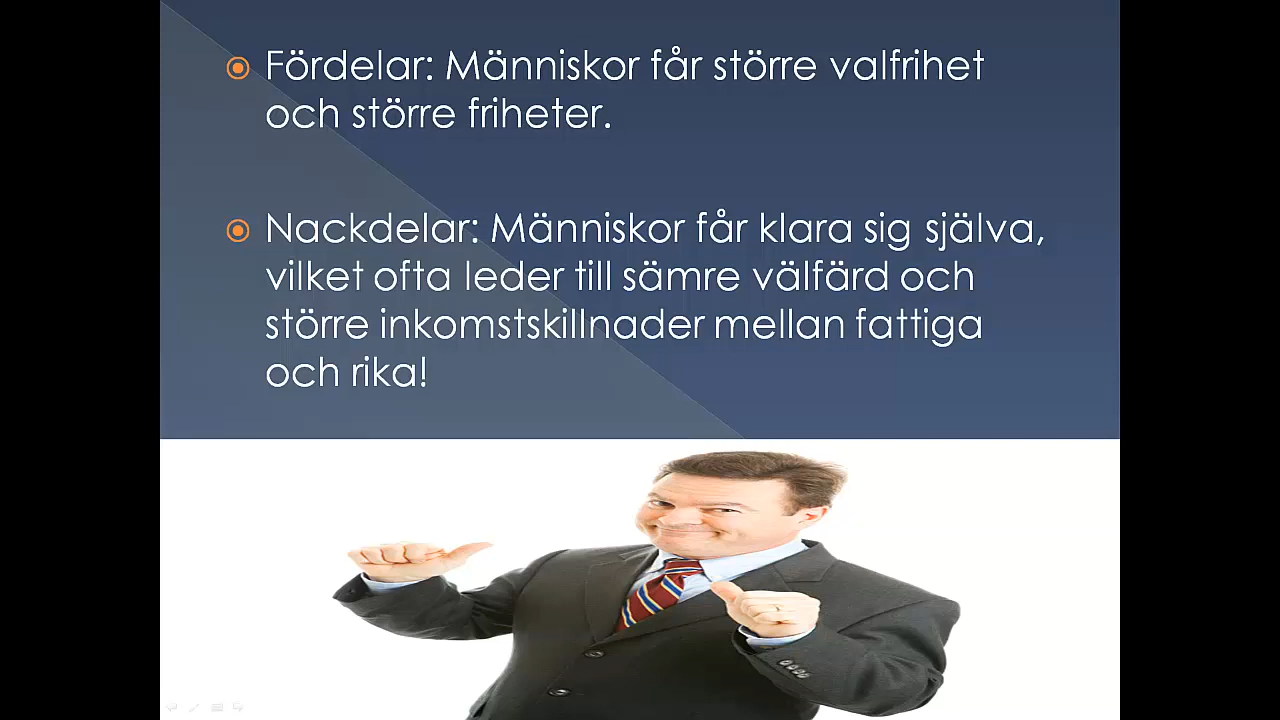 Fördelar: Människor får större valfrihet
och större friheter.
Nackdelar: Människor får klara sig själva,
vilket ofta leder till sämre välfärd och
större inkomstskillnader mellan fattiga
och rika!